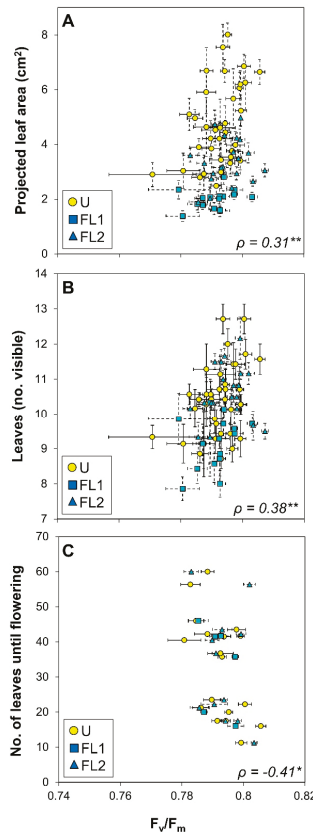 A
Projected leaf area (cm²)
8
6
4
2
0
U
FL1
FL2
ρ = 0.31**
B
Leaves (no. visible)
14
13
12
11
10
9
8
7
U
FL1
FL2
ρ = 0.38**
C
No. of leaves until flowering
70
60
50
40
30
20
10
0
U
FL1
FL2
ρ = -0.41*
0.74 0.76 0.78 0.8 0.82
Fᵥ/Fₘ